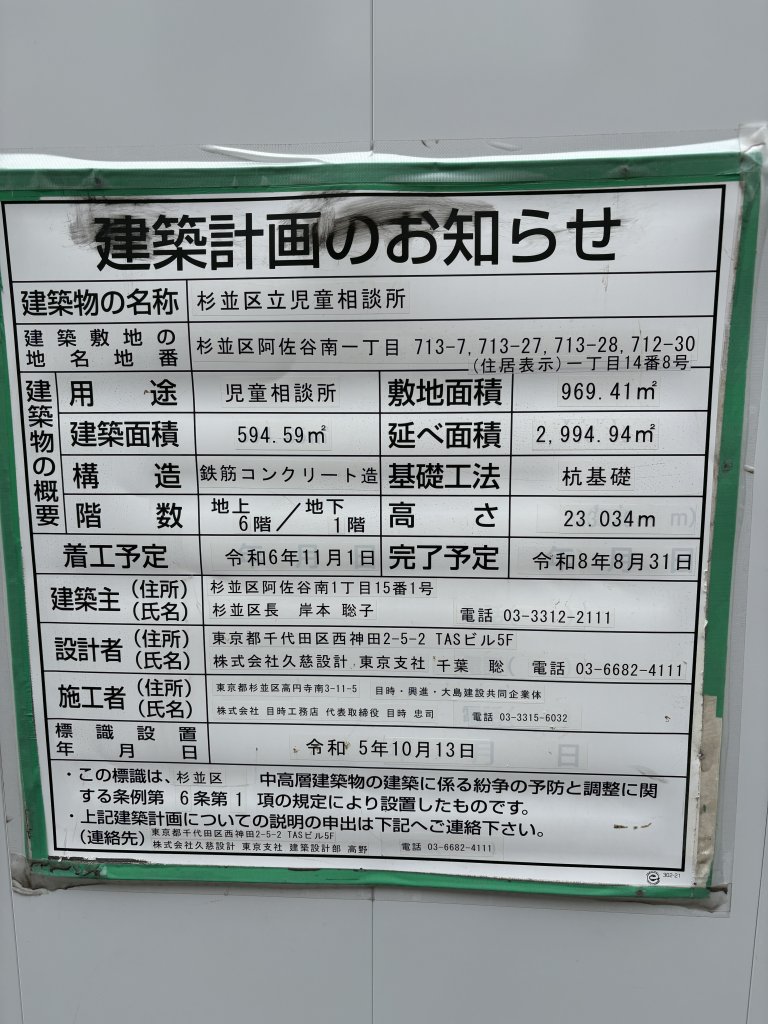 建築計画のお知らせ
建築物の名称 杉並区立児童相談所
建築敷地の地名地番 杉並区阿佐谷南一丁目 713-7,713-27,713-28,712-30
(住居表示)一丁目14番8号
建築物の概要
用途 児童相談所 敷地面積 969.41㎡
建築面積 594.59㎡ 延べ面積 2,994.94㎡
構造 鉄筋コンクリート造 基礎工法 杭基礎
階数 地上6階/地下1階 高さ 23.034m
着工予定 令和6年11月1日 完了予定 令和8年8月31日
建築主 (住所) 杉並区阿佐谷南1丁目15番1号
(氏名) 杉並区長 岸本 聡子 電話 03-3312-2111
設計者 (住所) 東京都千代田区西神田2-5-2 TASビル5F
(氏名) 株式会社久慈設計 東京支社 千葉 聡 電話 03-6682-4111
施工者 (住所) 東京都杉並区高円寺南3-11-5 目時・興進・大島建設共同企業体
(氏名) 株式会社 目時工務店 代表取締役 目時 忠司 電話 03-3315-6032
標識設置年月日 令和 5年10月13日
・この標識は、杉並区 中高層建築物の建築に係る紛争の予防と調整に関
する条例第 6条第1 項の規定により設置したものです。
・上記建築計画についての説明の申出は下記へご連絡下さい。
(連絡先) 東京都千代田区西神田2-5-2 TASビル5F
株式会社久慈設計 東京支社 建築設計部 高野 電話 03-6682-4111
302-21